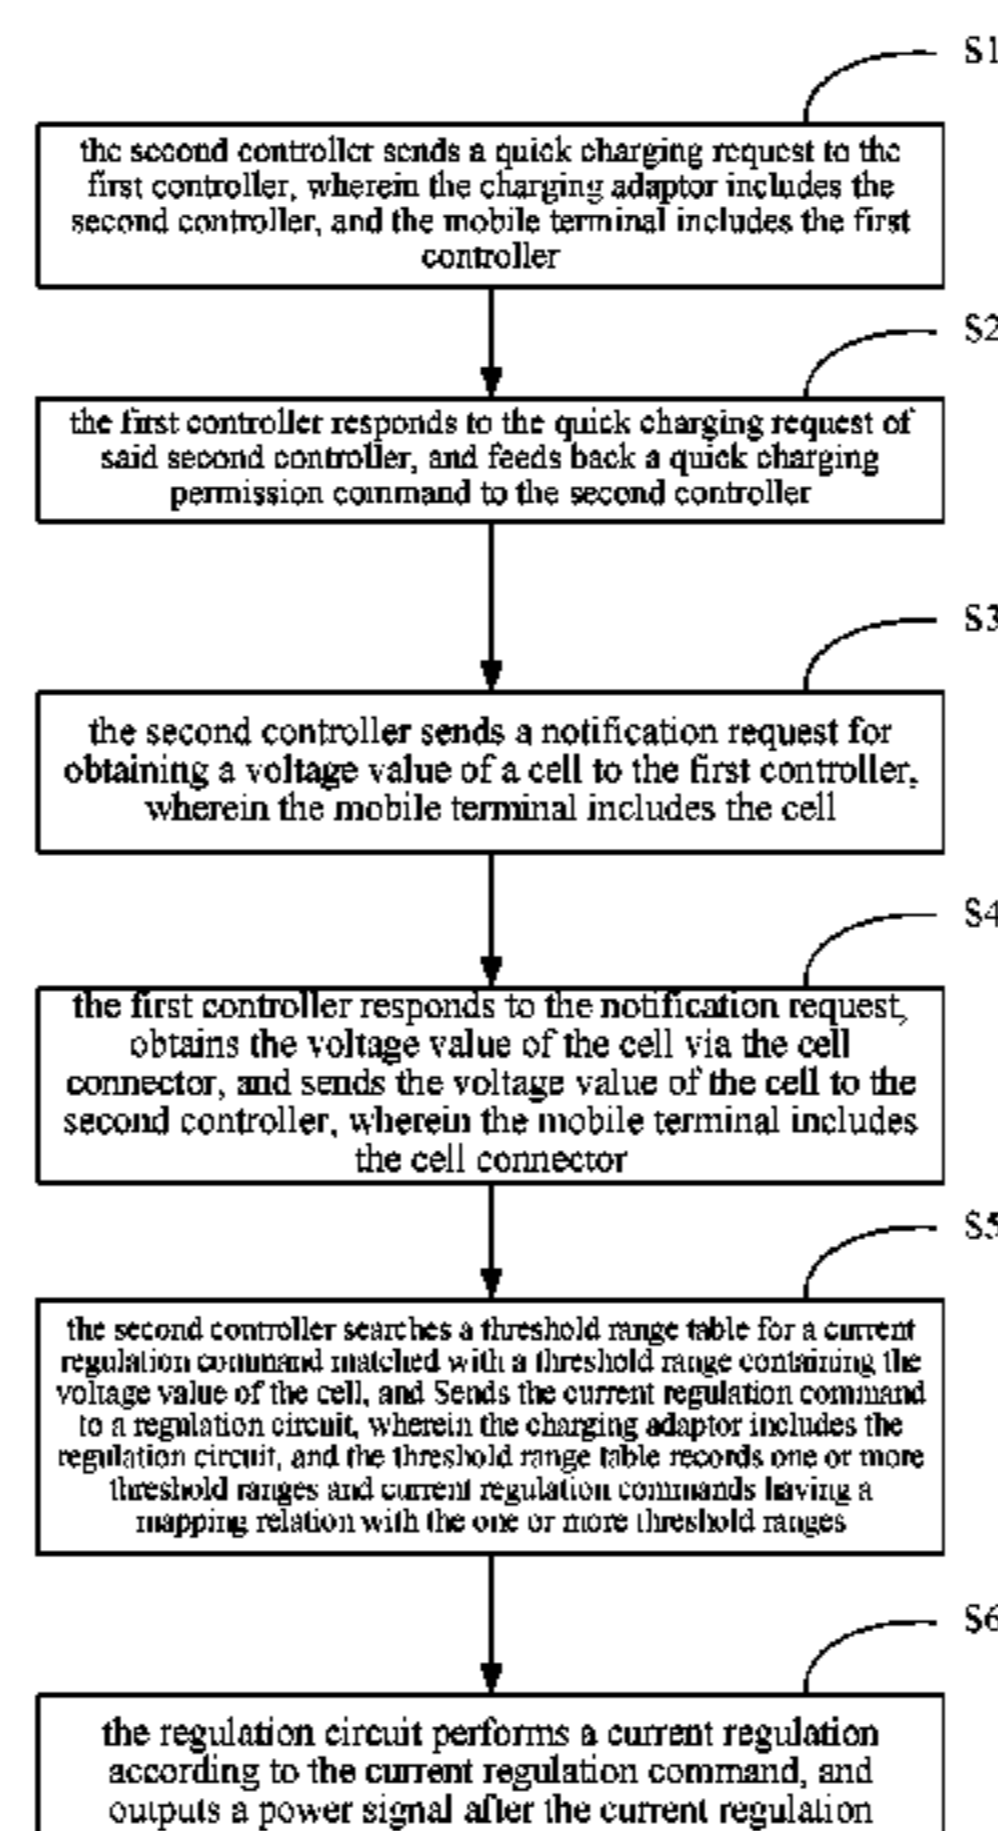 S1
the second controller sends a quick charging request to the
first controller, wherein the charging adaptor includes the
second controller, and the mobile terminal includes the first
controller
S2
the first controller responds to the quick charging request of
said second controller, and feeds back a quick charging
permission command to the second controller
S3
the second controller sends a notification request for
obtaining a voltage value of a cell to the first controller,
wherein the mobile terminal includes the cell
S4
the first controller responds to the notification request,
obtains the voltage value of the cell via the cell
connector, and sends the voltage value of the cell to the
second controller, wherein the mobile terminal includes
the cell connector
S5
the second controller searches a threshold range table for a current
regulation command matched with a threshold range containing the
voltage value of the cell, and Sends the current regulation command
to a regulation circuit, wherein the charging adaptor includes the
regulation circuit, and the threshold range table records one or more
threshold ranges and current regulation commands having a
mapping relation with the one or more threshold ranges
S6
the regulation circuit performs a current regulation
according to the current regulation command, and
outputs a power signal after the current regulation